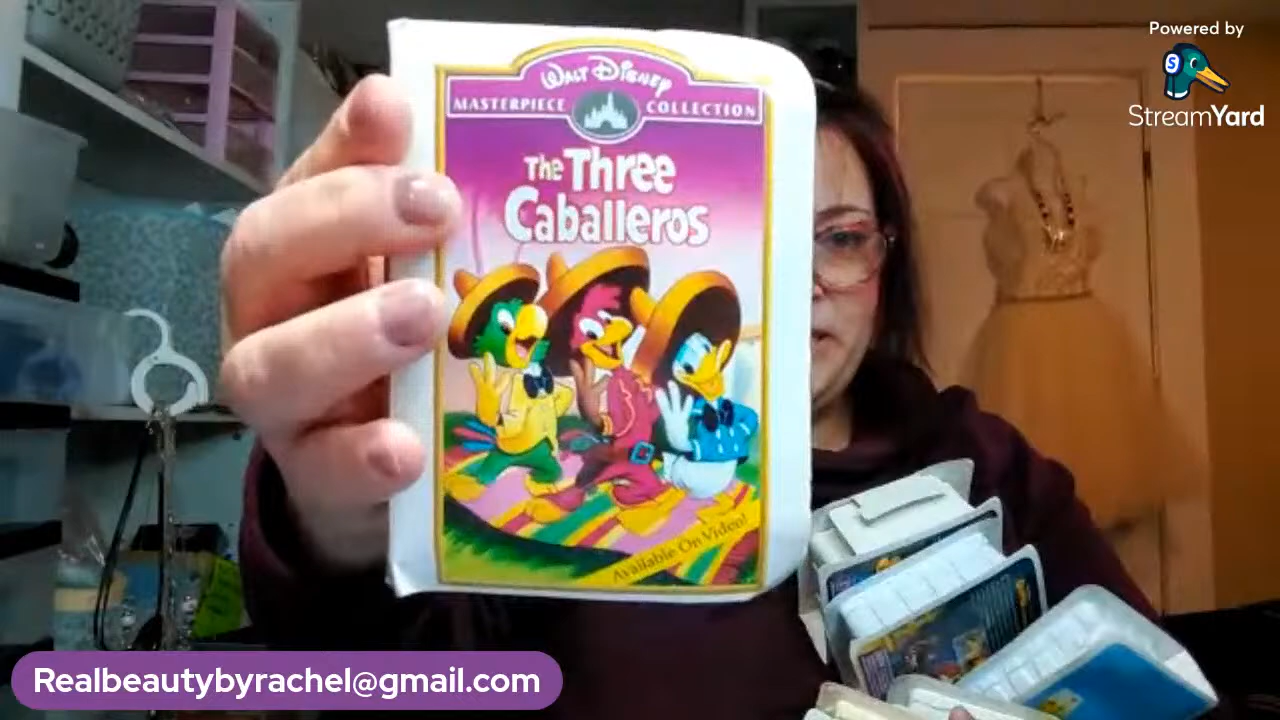 Powered by
S
StreamYard
WALT DISNEY
MASTERPIECE COLLECTION
The Three
Caballeros
Available On Video!
Realbeautybyrachel@gmail.com